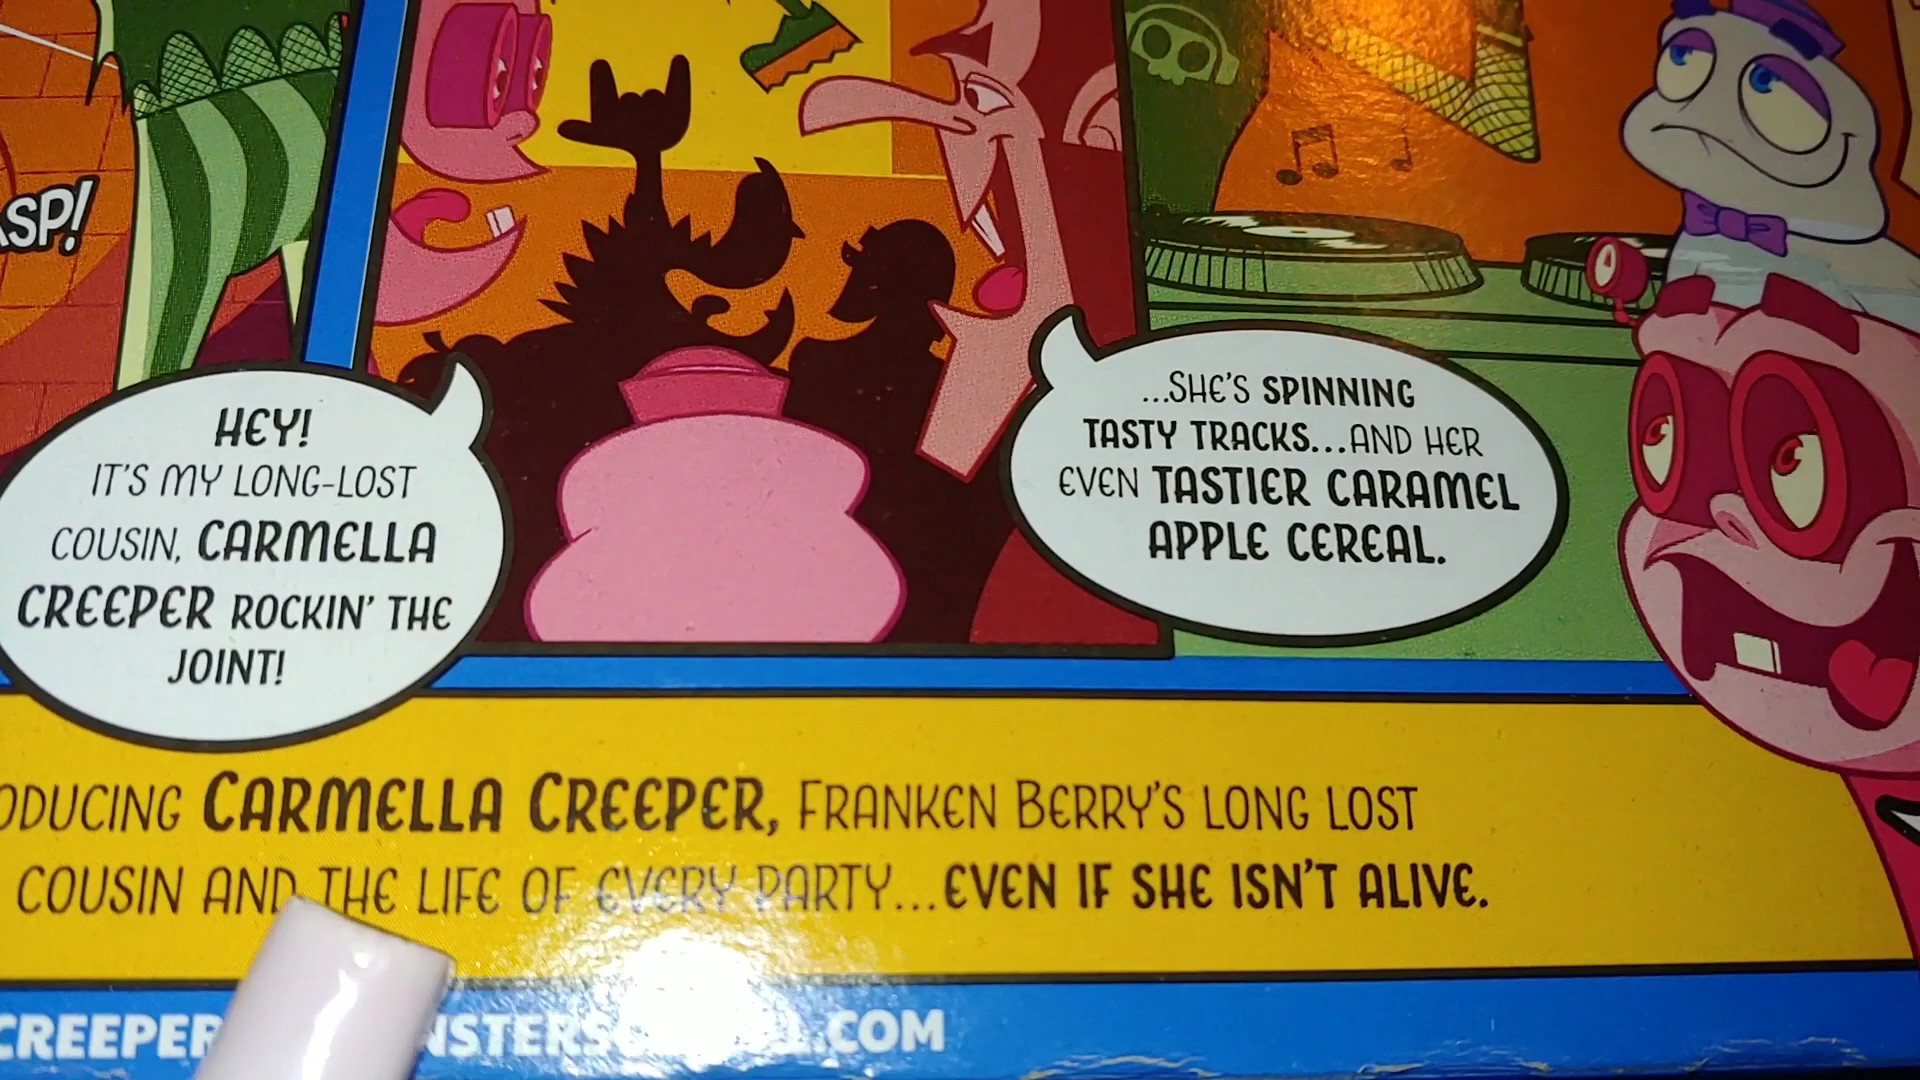 SP!
HEY!
IT'S MY LONG-LOST
COUSIN, CARMELLA
CREEPER ROCKIN' THE
JOINT!
...SHE'S SPINNING
TASTY TRACKS...AND HER
EVEN TASTIER CARAMEL
APPLE CEREAL.
ODUCING CARMELLA CREEPER, FRANKEN BERRY'S LONG LOST
COUSIN AND THE LIFE OF EVERY PARTY...EVEN IF SHE ISN'T ALIVE.
CREEPER .COM